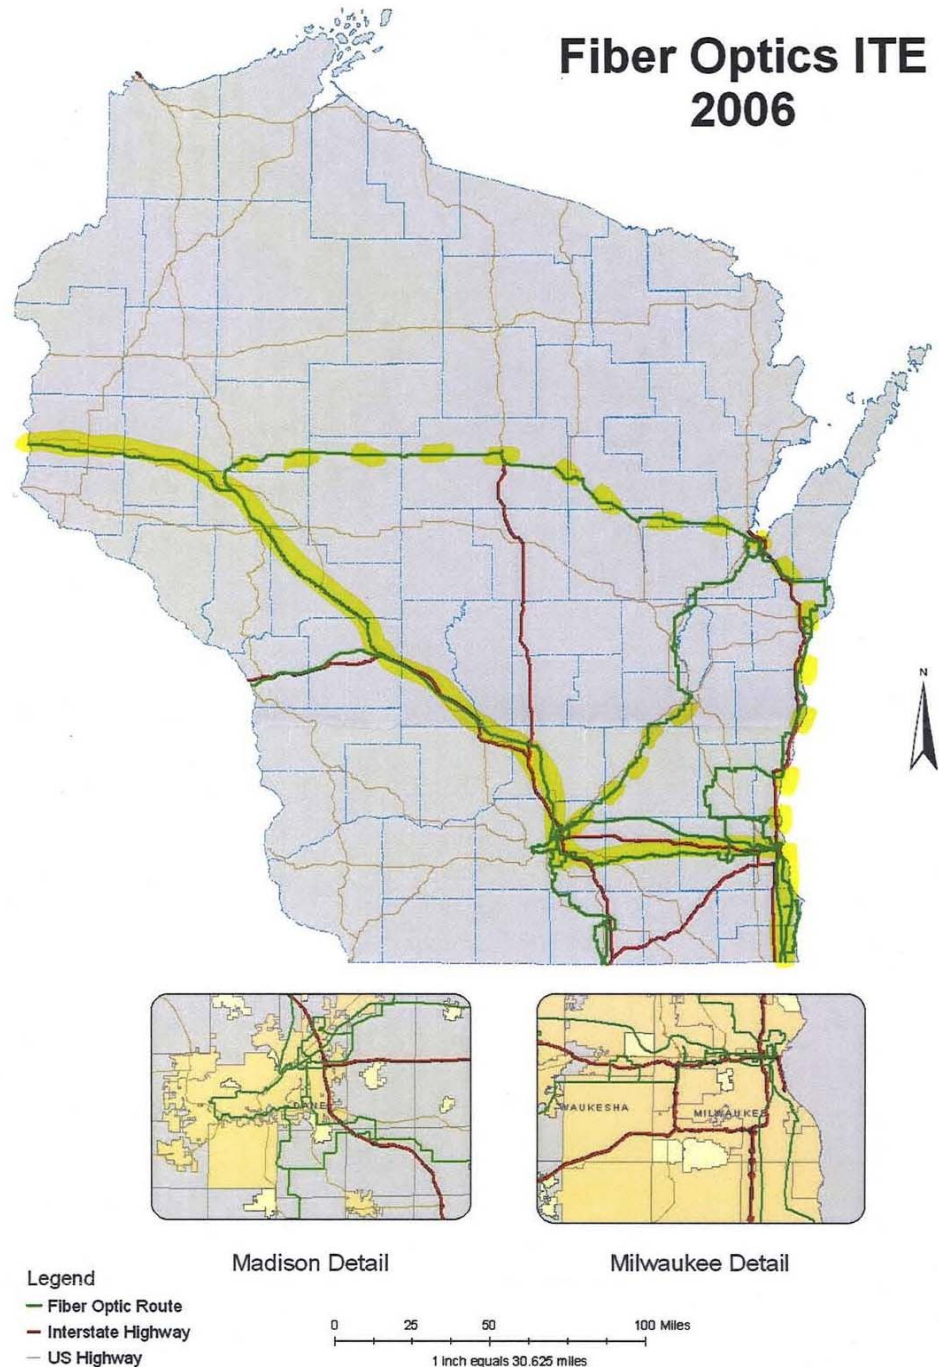 Fiber Optics ITE
2006
N
DANE
WAUKESHA
MILWAUKEE
Madison Detail
Milwaukee Detail
Legend
Fiber Optic Route
Interstate Highway
US Highway
0 25 50 100 Miles
1 inch equals 30.625 miles